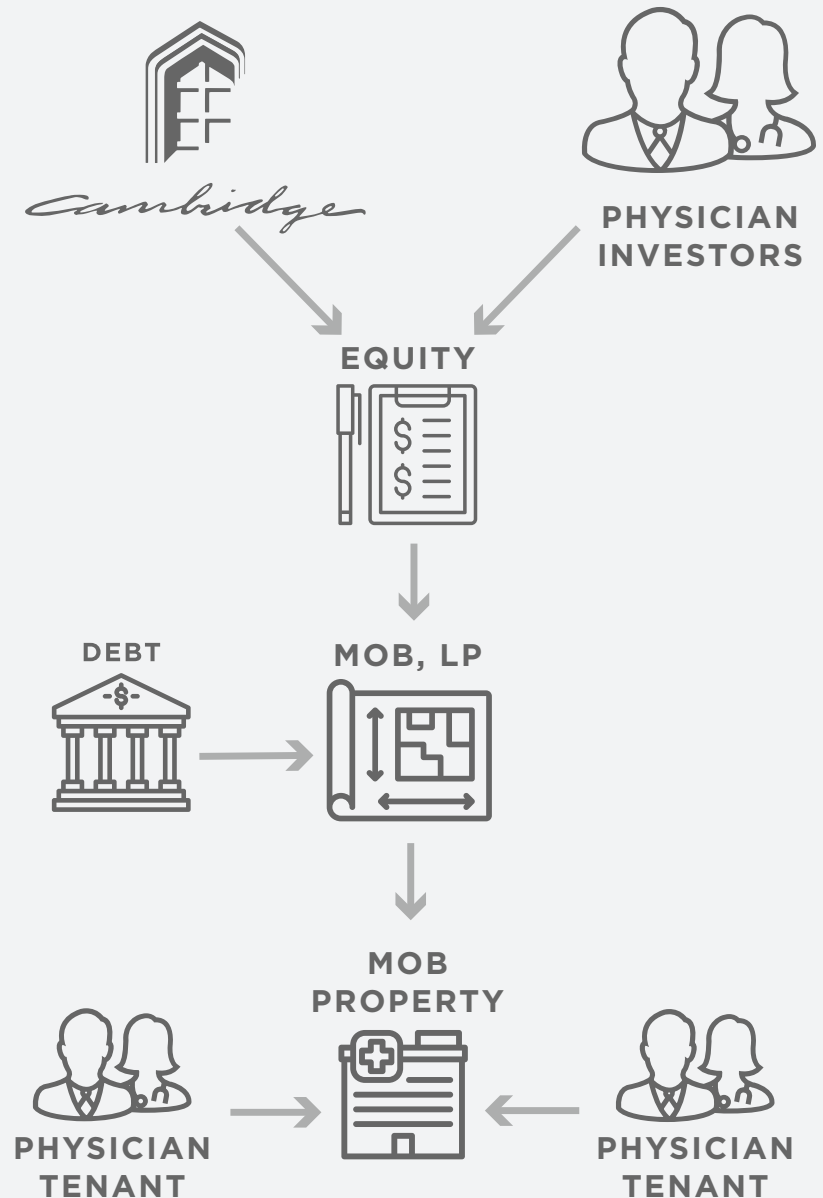 Cambridge
PHYSICIAN
INVESTORS
EQUITY
$
$
DEBT
$
MOB, LP
MOB
PROPERTY
PHYSICIAN
TENANT
PHYSICIAN
TENANT